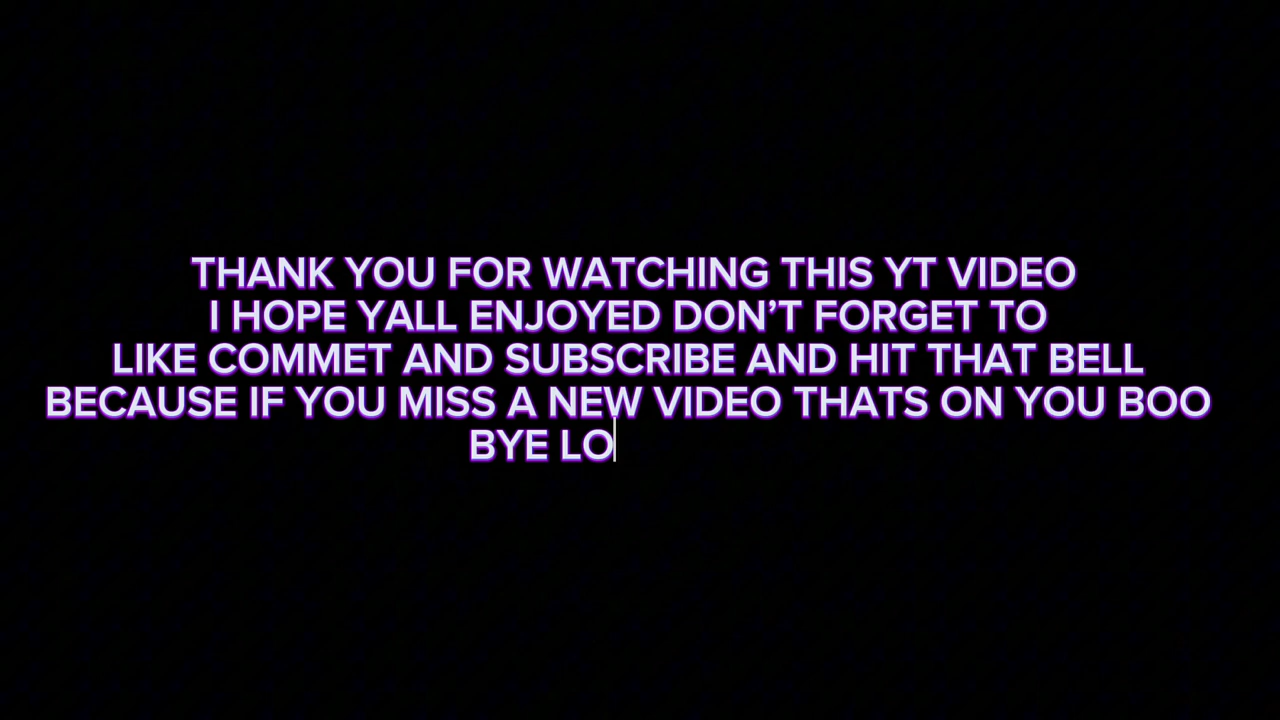 THANK YOU FOR WATCHING THIS YT VIDEO
I HOPE YALL ENJOYED DON’T FORGET TO
LIKE COMMET AND SUBSCRIBE AND HIT THAT BELL
BECAUSE IF YOU MISS A NEW VIDEO THATS ON YOU BOO
BYE LO